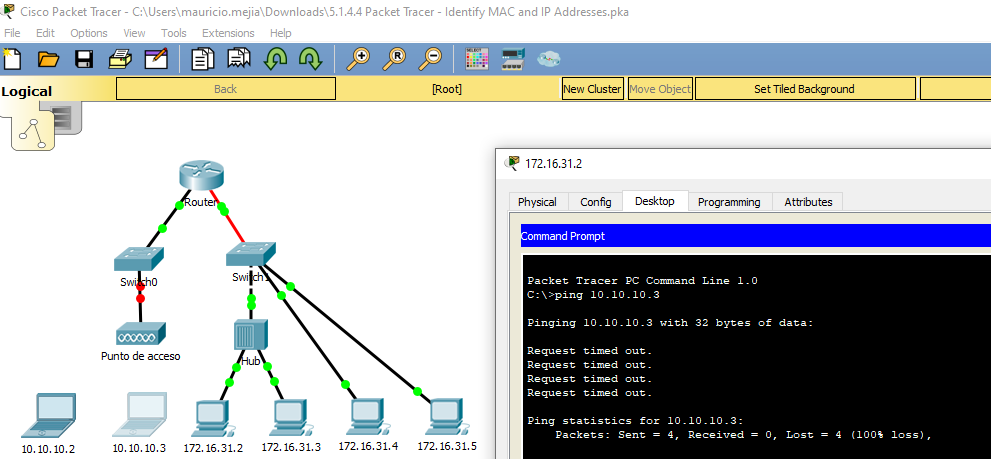 Cisco Packet Tracer - C:\Users\mauricio.mejia\Downloads\5.1.4.4 Packet Tracer - Identify MAC and IP Addresses.pka
File Edit Options View Tools Extensions Help
SELECT
Logical Back [Root] New Cluster Move Object Set Tiled Background
172.16.31.2
Physical Config Desktop Programming Attributes
Command Prompt
Packet Tracer PC Command Line 1.0
C:\>ping 10.10.10.3
Pinging 10.10.10.3 with 32 bytes of data:
Request timed out.
Request timed out.
Request timed out.
Request timed out.
Ping statistics for 10.10.10.3:
Packets: Sent = 4, Received = 0, Lost = 4 (100% loss),
Router
Switch0
Switch1
Punto de acceso
Hub
10.10.10.2
10.10.10.3
172.16.31.2
172.16.31.3
172.16.31.4
172.16.31.5